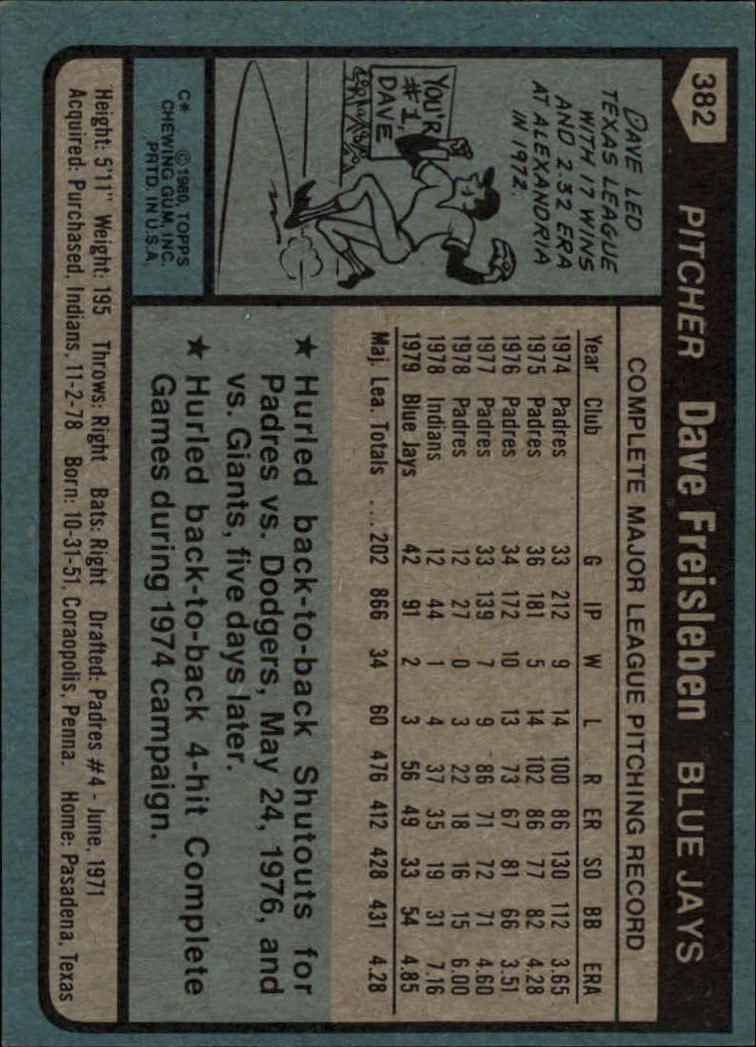 382 PITCHER Dave Freisleben BLUE JAYS
DAVE LED
TEXAS LEAGUE
WITH 17 WINS
AND 2.32 ERA
AT ALEXANDRIA
IN 1972.
YOU'R
#1,
DAVE
C* © 1980, TOPPS
CHEWING GUM, INC.
PRTD. IN U.S.A.
COMPLETE MAJOR LEAGUE PITCHING RECORD
Year Club G IP W L R ER SO BB ERA
1974 Padres 33 212 9 14 100 86 130 112 3.65
1975 Padres 36 181 5 14 102 86 77 82 4.28
1976 Padres 34 172 10 13 73 67 81 66 3.51
1977 Padres 33 139 7 9 86 71 72 71 4.60
1978 Padres 12 27 0 3 22 18 16 15 6.00
1978 Indians 12 44 1 4 37 35 19 31 7.16
1979 Blue Jays 42 91 2 3 56 49 33 54 4.85
Maj. Lea. Totals ... 202 866 34 60 476 412 428 431 4.28
★ Hurled back-to-back Shutouts for
Padres vs. Dodgers, May 24, 1976, and
vs. Giants, five days later.
★ Hurled back-to-back 4-hit Complete
Games during 1974 campaign.
Height: 5'11" Weight: 195 Throws: Right Bats: Right Drafted: Padres #4 - June, 1971
Acquired: Purchased, Indians, 11-2-78 Born: 10-31-51, Coraopolis, Penna. Home: Pasadena, Texas